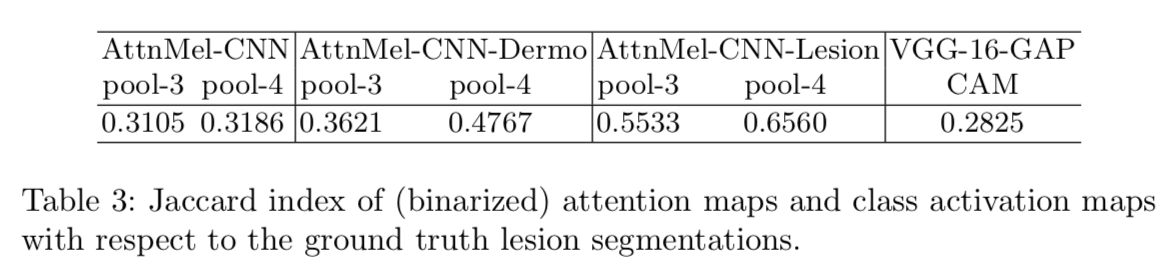 AttnMel-CNN AttnMel-CNN-Dermo AttnMel-CNN-Lesion VGG-16-GAP
pool-3 pool-4 pool-3 pool-4 pool-3 pool-4 CAM
0.3105 0.3186 0.3621 0.4767 0.5533 0.6560 0.2825
Table 3: Jaccard index of (binarized) attention maps and class activation maps
with respect to the ground truth lesion segmentations.